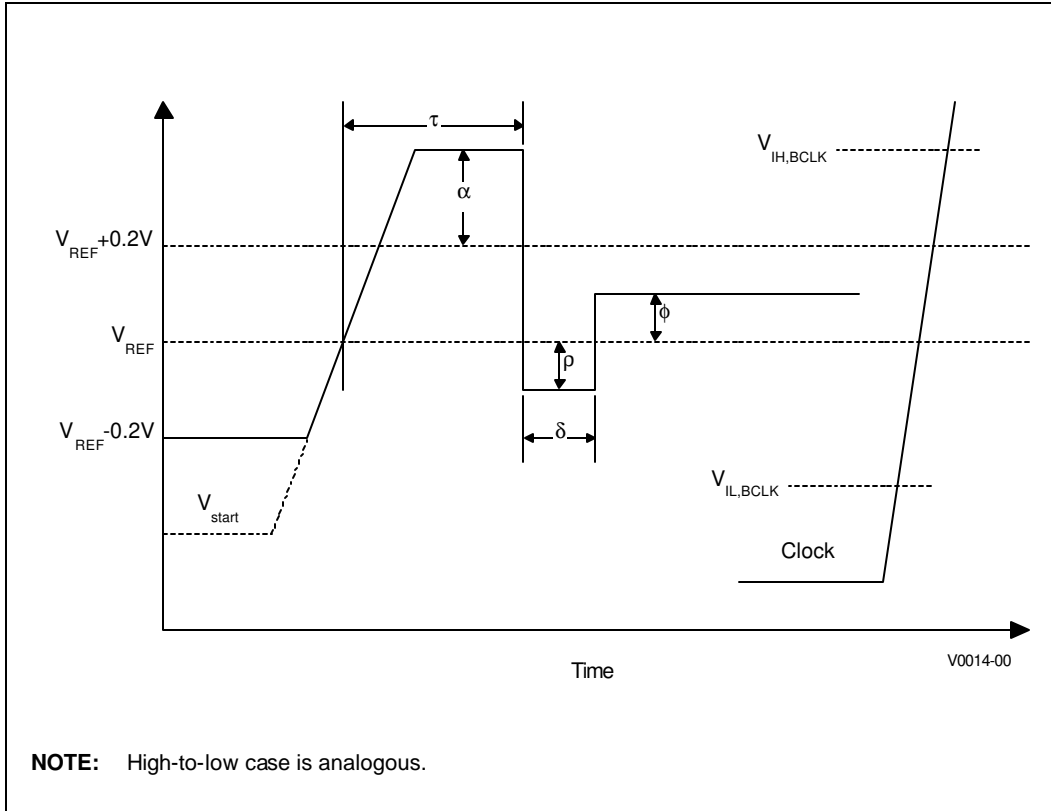 τ
V_IH,BCLK
α
V_REF+0.2V
ϕ
V_REF
ρ
V_REF-0.2V
δ
V_IL,BCLK
V_start
Clock
Time
V0014-00
NOTE: High-to-low case is analogous.